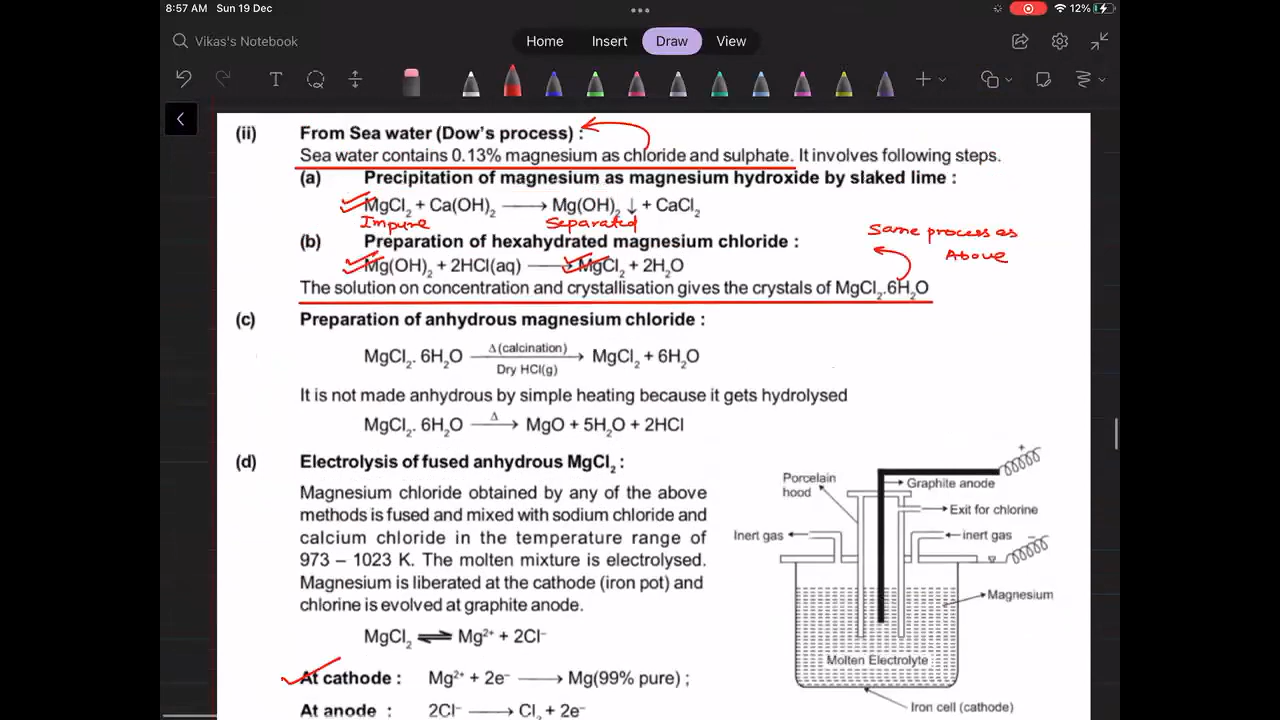 8:57 AM Sun 19 Dec
12%
Vikas's Notebook
Home Insert Draw View
(ii) From Sea water (Dow's process) :
Sea water contains 0.13% magnesium as chloride and sulphate. It involves following steps.
(a) Precipitation of magnesium as magnesium hydroxide by slaked lime :
MgCl₂ + Ca(OH)₂ ⟶ Mg(OH)₂ ↓ + CaCl₂
Impure Separated
Same process as
Above
(b) Preparation of hexahydrated magnesium chloride :
Mg(OH)₂ + 2HCl(aq) ⟶ MgCl₂ + 2H₂O
The solution on concentration and crystallisation gives the crystals of MgCl₂.6H₂O
(c) Preparation of anhydrous magnesium chloride :
Δ(calcination)
MgCl₂. 6H₂O ⟶ MgCl₂ + 6H₂O
Dry HCl(g)
It is not made anhydrous by simple heating because it gets hydrolysed
Δ
MgCl₂. 6H₂O ⟶ MgO + 5H₂O + 2HCl
(d) Electrolysis of fused anhydrous MgCl₂ :
Magnesium chloride obtained by any of the above
methods is fused and mixed with sodium chloride and
calcium chloride in the temperature range of
973 – 1023 K. The molten mixture is electrolysed.
Magnesium is liberated at the cathode (iron pot) and
chlorine is evolved at graphite anode.
MgCl₂ ⇌ Mg²⁺ + 2Cl⁻
At cathode : Mg²⁺ + 2e⁻ ⟶ Mg(99% pure) ;
At anode : 2Cl⁻ ⟶ Cl₂ + 2e⁻
+
Porcelain
hood
Graphite anode
Exit for chlorine
Inert gas
inert gas
–
Magnesium
Molten Electrolyte
Iron cell (cathode)